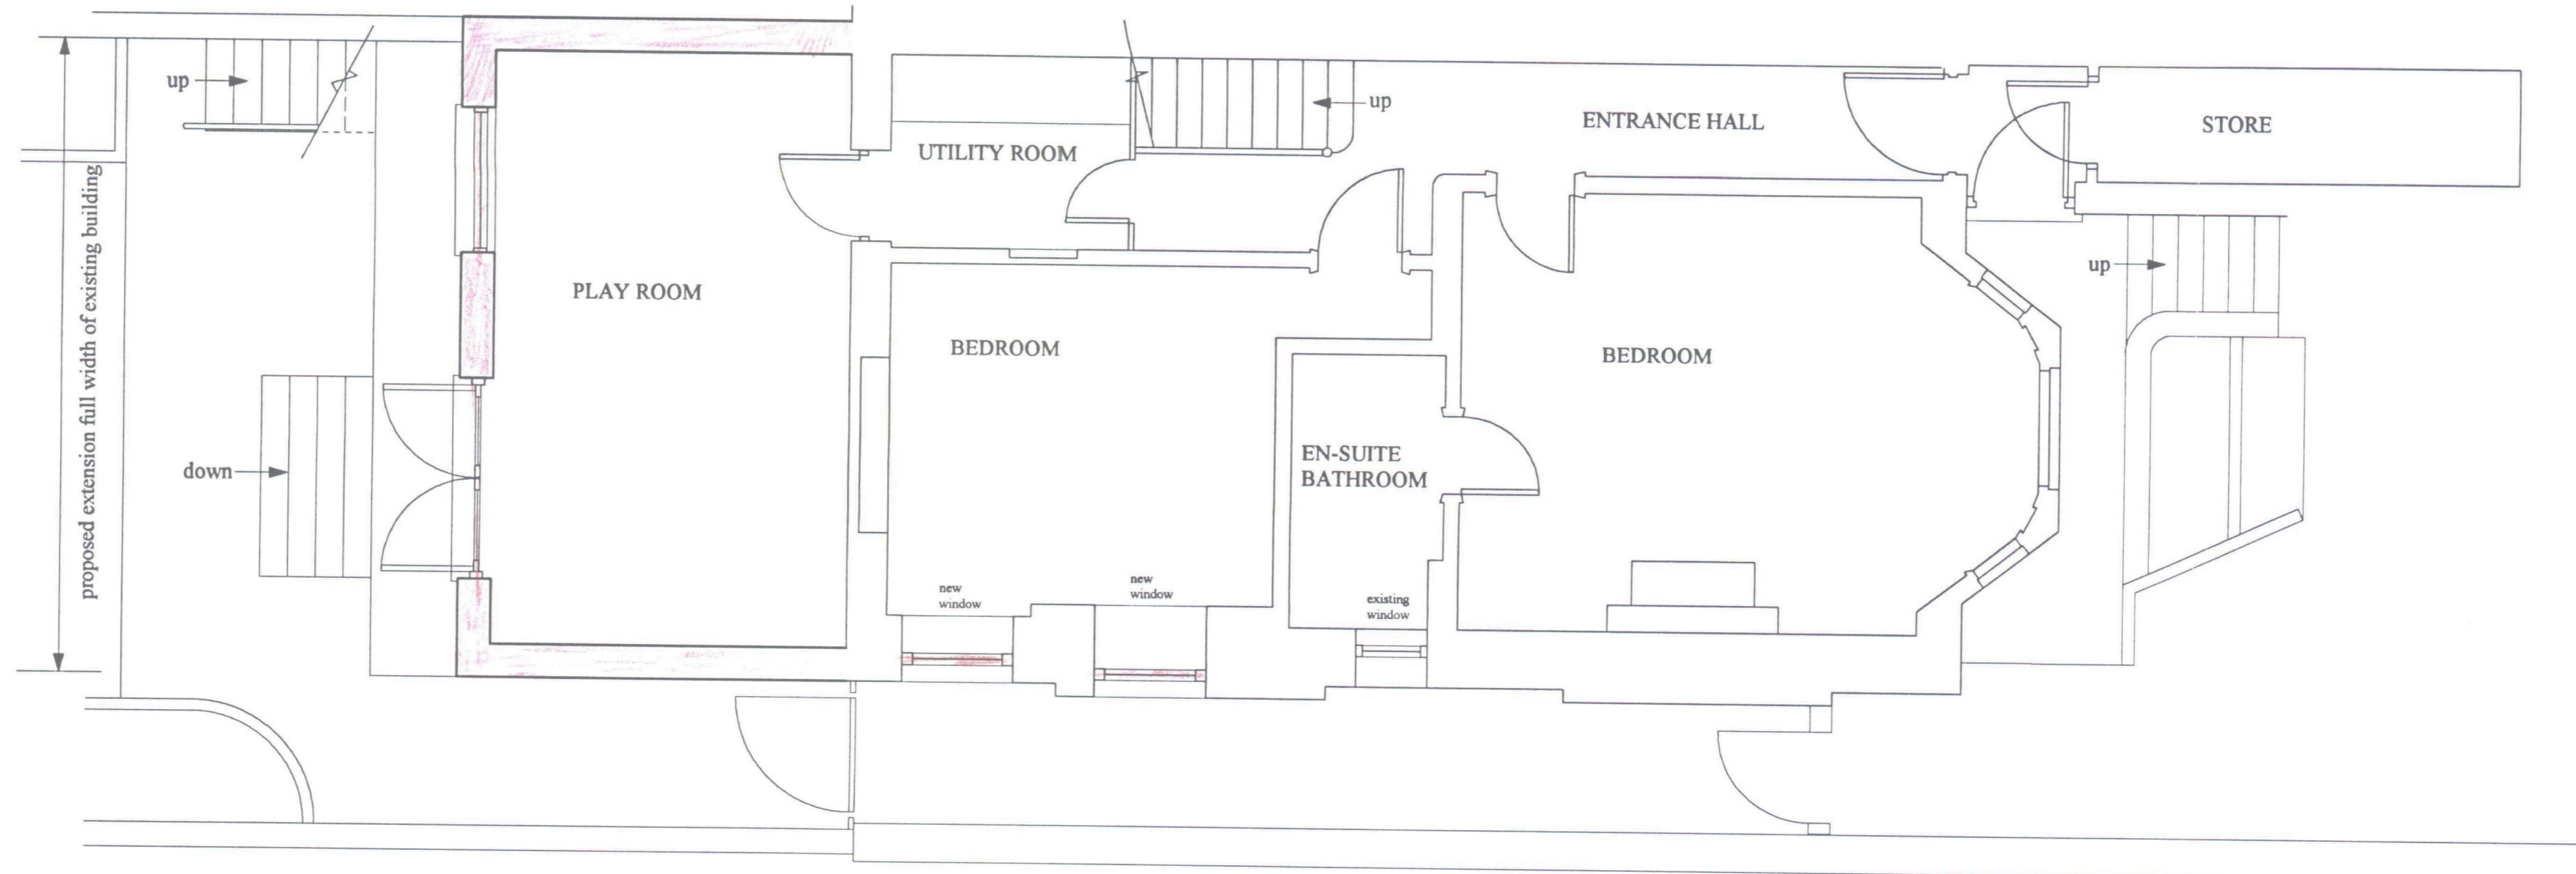 up
up
ENTRANCE HALL
STORE
UTILITY ROOM
proposed extension full width of existing building
PLAY ROOM
BEDROOM
BEDROOM
up
EN-SUITE
BATHROOM
down
new
window
new
window
existing
window